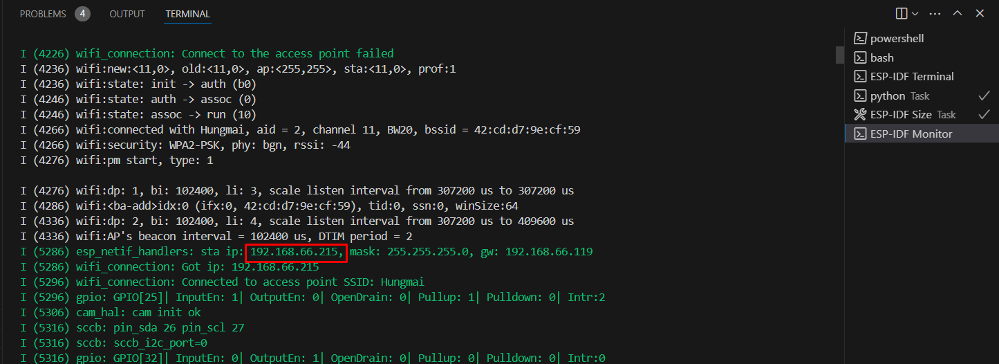 PROBLEMS 4 OUTPUT TERMINAL
I (4226) wifi_connection: Connect to the access point failed
I (4236) wifi:new:<11,0>, old:<11,0>, ap:<255,255>, sta:<11,0>, prof:1
I (4236) wifi:state: init -> auth (b0)
I (4246) wifi:state: auth -> assoc (0)
I (4246) wifi:state: assoc -> run (10)
I (4266) wifi:connected with Hungmai, aid = 2, channel 11, BW20, bssid = 42:cd:d7:9e:cf:59
I (4266) wifi:security: WPA2-PSK, phy: bgn, rssi: -44
I (4276) wifi:pm start, type: 1
I (4276) wifi:dp: 1, bi: 102400, li: 3, scale listen interval from 307200 us to 307200 us
I (4286) wifi:<ba-add>idx:0 (ifx:0, 42:cd:d7:9e:cf:59), tid:0, ssn:0, winSize:64
I (4336) wifi:dp: 2, bi: 102400, li: 4, scale listen interval from 307200 us to 409600 us
I (4336) wifi:AP's beacon interval = 102400 us, DTIM period = 2
I (5286) esp_netif_handlers: sta ip: 192.168.66.215, mask: 255.255.255.0, gw: 192.168.66.119
I (5286) wifi_connection: Got ip: 192.168.66.215
I (5296) wifi_connection: Connected to access point SSID: Hungmai
I (5296) gpio: GPIO[25]| InputEn: 1| OutputEn: 0| OpenDrain: 0| Pullup: 1| Pulldown: 0| Intr:2
I (5306) cam_hal: cam init ok
I (5316) sccb: pin_sda 26 pin_scl 27
I (5316) sccb: sccb_i2c_port=0
I (5316) gpio: GPIO[32]| InputEn: 0| OutputEn: 1| OpenDrain: 0| Pullup: 0| Pulldown: 0| Intr:0
powershell
bash
ESP-IDF Terminal
python Task
ESP-IDF Size Task
ESP-IDF Monitor